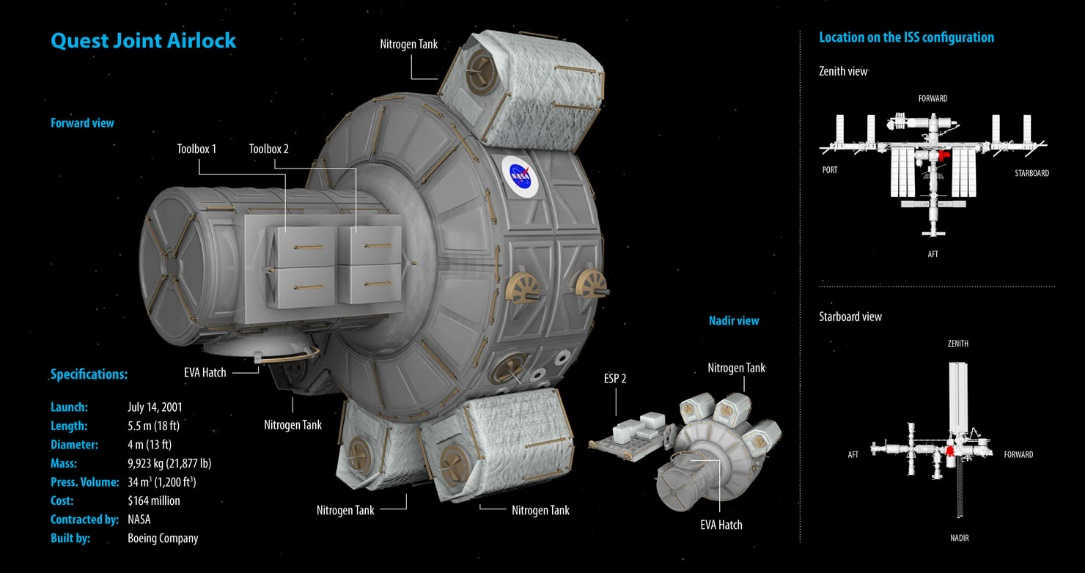 Quest Joint Airlock
Forward view
Nitrogen Tank
Toolbox 1
Toolbox 2
NASA
EVA Hatch
Nitrogen Tank
Nitrogen Tank
Nitrogen Tank
Specifications:
Launch: July 14, 2001
Length: 5.5 m (18 ft)
Diameter: 4 m (13 ft)
Mass: 9,923 kg (21,877 lb)
Press. Volume: 34 m³ (1,200 ft³)
Cost: $164 million
Contracted by: NASA
Built by: Boeing Company
Nadir view
ESP 2
Nitrogen Tank
EVA Hatch
Location on the ISS configuration
Zenith view
FORWARD
PORT
STARBOARD
AFT
Starboard view
ZENITH
AFT
FORWARD
NADIR